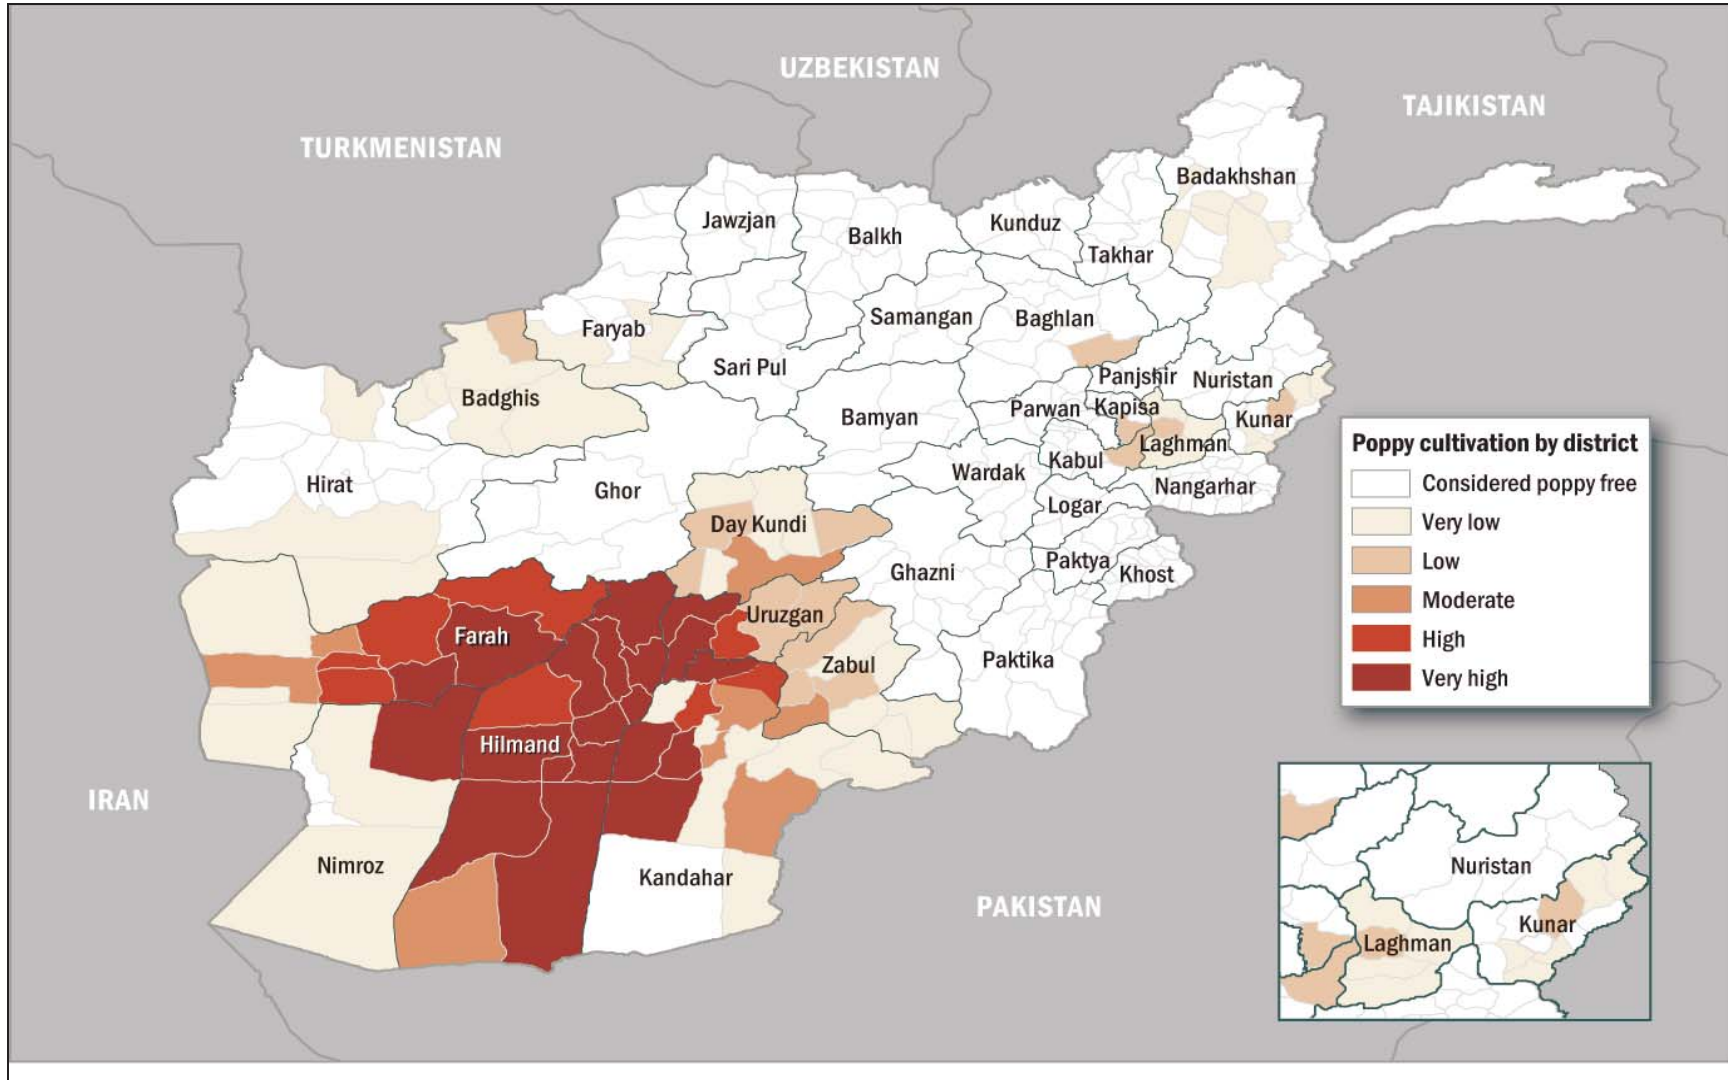 UZBEKISTAN
TAJIKISTAN
TURKMENISTAN
Badakhshan
Jawzjan
Balkh
Kunduz
Takhar
Faryab
Samangan
Baghlan
Sari Pul
Panjshir
Nuristan
Badghis
Bamyan
Parwan
Kapisa
Kunar
Laghman
Hirat
Ghor
Wardak
Kabul
Nangarhar
Logar
Day Kundi
Ghazni
Paktya
Khost
Uruzgan
Farah
Zabul
Paktika
Hilmand
IRAN
Nimroz
Kandahar
PAKISTAN
Poppy cultivation by district
Considered poppy free
Very low
Low
Moderate
High
Very high
Nuristan
Kunar
Laghman